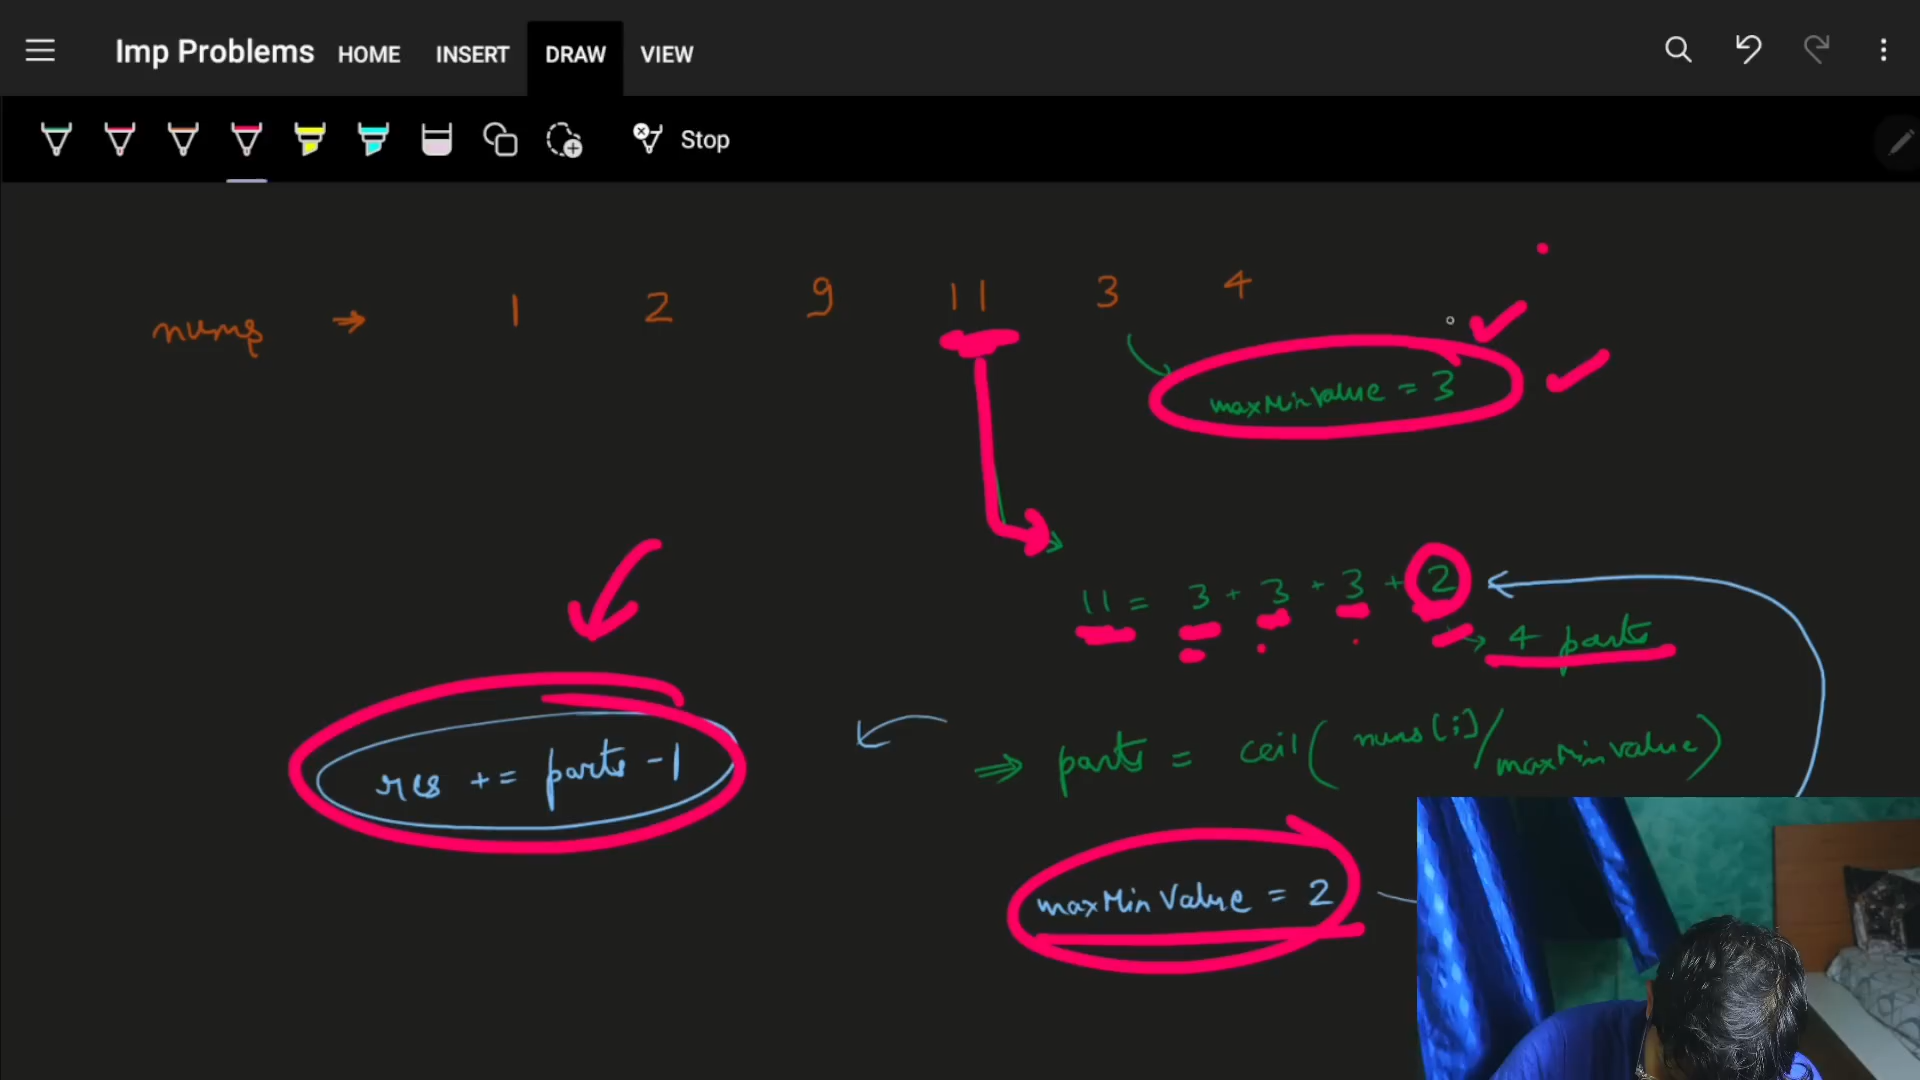 Imp Problems HOME INSERT DRAW VIEW
Stop
nums → 1 2 9 11 3 4
maxMinValue = 3
11 = 3 + 3 + 3 + 2
→ 4 parts
⇒ parts = ceil( nums[i]/maxMinValue)
res += parts -1
maxMinValue = 2